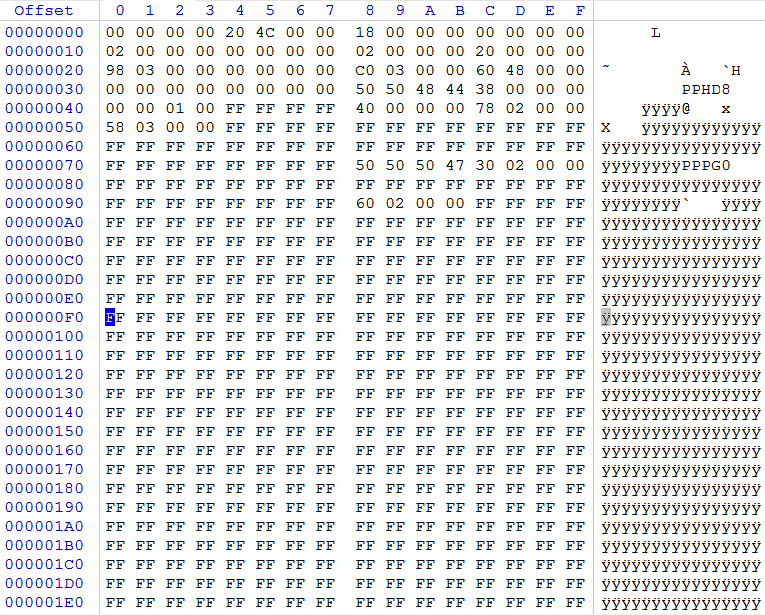 Offset 0 1 2 3 4 5 6 7 8 9 A B C D E F
00000000 00 00 00 00 20 4C 00 00 18 00 00 00 00 00 00 00 L
00000010 02 00 00 00 00 00 00 00 02 00 00 00 20 00 00 00
00000020 98 03 00 00 00 00 00 00 C0 03 00 00 60 48 00 00 ˜ À `H
00000030 00 00 00 00 00 00 00 00 50 50 48 44 38 00 00 00 PPHD8
00000040 00 00 01 00 FF FF FF FF 40 00 00 00 78 02 00 00 ÿÿÿÿ@ x
00000050 58 03 00 00 FF FF FF FF FF FF FF FF FF FF FF FF X ÿÿÿÿÿÿÿÿÿÿÿÿ
00000060 FF FF FF FF FF FF FF FF FF FF FF FF FF FF FF FF ÿÿÿÿÿÿÿÿÿÿÿÿÿÿÿÿ
00000070 FF FF FF FF FF FF FF FF 50 50 50 47 30 02 00 00 ÿÿÿÿÿÿÿÿPPPG0
00000080 FF FF FF FF FF FF FF FF FF FF FF FF FF FF FF FF ÿÿÿÿÿÿÿÿÿÿÿÿÿÿÿÿ
00000090 FF FF FF FF FF FF FF FF 60 02 00 00 FF FF FF FF ÿÿÿÿÿÿÿÿ` ÿÿÿÿ
000000A0 FF FF FF FF FF FF FF FF FF FF FF FF FF FF FF FF ÿÿÿÿÿÿÿÿÿÿÿÿÿÿÿÿ
000000B0 FF FF FF FF FF FF FF FF FF FF FF FF FF FF FF FF ÿÿÿÿÿÿÿÿÿÿÿÿÿÿÿÿ
000000C0 FF FF FF FF FF FF FF FF FF FF FF FF FF FF FF FF ÿÿÿÿÿÿÿÿÿÿÿÿÿÿÿÿ
000000D0 FF FF FF FF FF FF FF FF FF FF FF FF FF FF FF FF ÿÿÿÿÿÿÿÿÿÿÿÿÿÿÿÿ
000000E0 FF FF FF FF FF FF FF FF FF FF FF FF FF FF FF FF ÿÿÿÿÿÿÿÿÿÿÿÿÿÿÿÿ
000000F0 FF FF FF FF FF FF FF FF FF FF FF FF FF FF FF FF ÿÿÿÿÿÿÿÿÿÿÿÿÿÿÿÿ
00000100 FF FF FF FF FF FF FF FF FF FF FF FF FF FF FF FF ÿÿÿÿÿÿÿÿÿÿÿÿÿÿÿÿ
00000110 FF FF FF FF FF FF FF FF FF FF FF FF FF FF FF FF ÿÿÿÿÿÿÿÿÿÿÿÿÿÿÿÿ
00000120 FF FF FF FF FF FF FF FF FF FF FF FF FF FF FF FF ÿÿÿÿÿÿÿÿÿÿÿÿÿÿÿÿ
00000130 FF FF FF FF FF FF FF FF FF FF FF FF FF FF FF FF ÿÿÿÿÿÿÿÿÿÿÿÿÿÿÿÿ
00000140 FF FF FF FF FF FF FF FF FF FF FF FF FF FF FF FF ÿÿÿÿÿÿÿÿÿÿÿÿÿÿÿÿ
00000150 FF FF FF FF FF FF FF FF FF FF FF FF FF FF FF FF ÿÿÿÿÿÿÿÿÿÿÿÿÿÿÿÿ
00000160 FF FF FF FF FF FF FF FF FF FF FF FF FF FF FF FF ÿÿÿÿÿÿÿÿÿÿÿÿÿÿÿÿ
00000170 FF FF FF FF FF FF FF FF FF FF FF FF FF FF FF FF ÿÿÿÿÿÿÿÿÿÿÿÿÿÿÿÿ
00000180 FF FF FF FF FF FF FF FF FF FF FF FF FF FF FF FF ÿÿÿÿÿÿÿÿÿÿÿÿÿÿÿÿ
00000190 FF FF FF FF FF FF FF FF FF FF FF FF FF FF FF FF ÿÿÿÿÿÿÿÿÿÿÿÿÿÿÿÿ
000001A0 FF FF FF FF FF FF FF FF FF FF FF FF FF FF FF FF ÿÿÿÿÿÿÿÿÿÿÿÿÿÿÿÿ
000001B0 FF FF FF FF FF FF FF FF FF FF FF FF FF FF FF FF ÿÿÿÿÿÿÿÿÿÿÿÿÿÿÿÿ
000001C0 FF FF FF FF FF FF FF FF FF FF FF FF FF FF FF FF ÿÿÿÿÿÿÿÿÿÿÿÿÿÿÿÿ
000001D0 FF FF FF FF FF FF FF FF FF FF FF FF FF FF FF FF ÿÿÿÿÿÿÿÿÿÿÿÿÿÿÿÿ
000001E0 FF FF FF FF FF FF FF FF FF FF FF FF FF FF FF FF ÿÿÿÿÿÿÿÿÿÿÿÿÿÿÿÿ